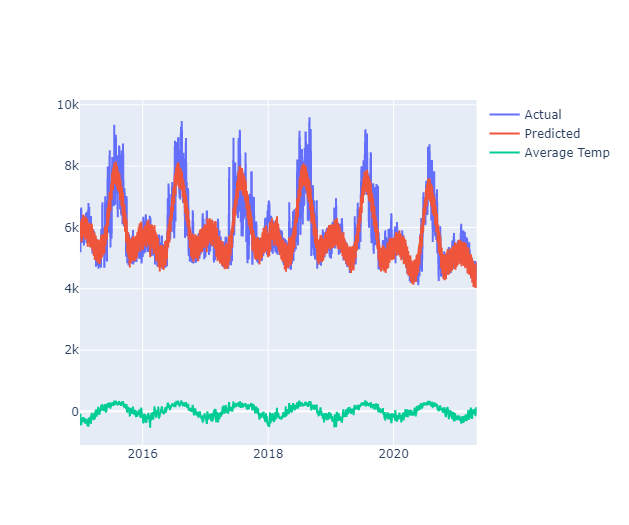 10k
8k
6k
4k
2k
0
2016
2018
2020
Actual
Predicted
Average Temp